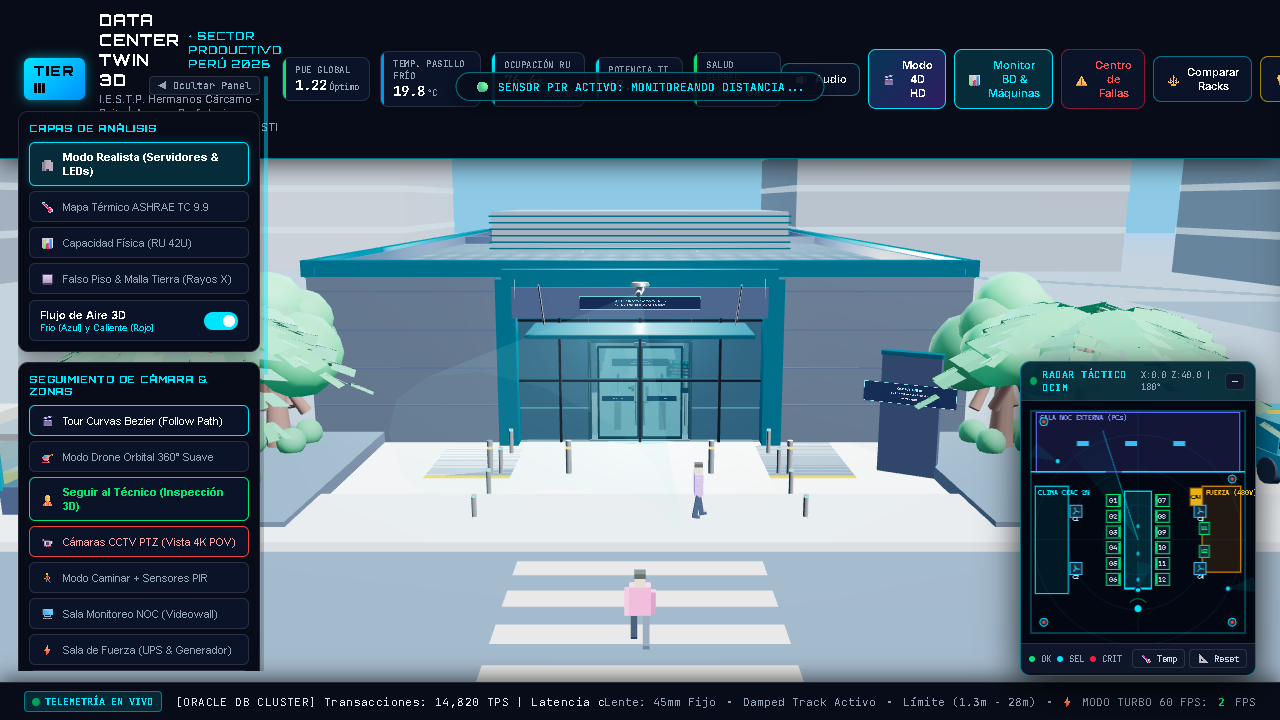 TIER III
DATA CENTER TWIN 3D
· SECTOR PRODUCTIVO PERÚ 2026
I.E.S.T.P. Hermanos Cárcamo -
◀ Ocultar Panel
PUE GLOBAL
1.22 Óptimo
TEMP. PASILLO FRÍO
19.8 °C
OCUPACIÓN RU
POTENCIA TI
SALUD
SENSOR PIR ACTIVO: MONITOREANDO DISTANCIA...
Audio
Modo 4D HD
Monitor BD & Máquinas
Centro de Fallas
Comparar Racks
CAPAS DE ANÁLISIS
Modo Realista (Servidores & LEDs)
Mapa Térmico ASHRAE TC 9.9
Capacidad Física (RU 42U)
Falso Piso & Malla Tierra (Rayos X)
Flujo de Aire 3D
Frío (Azul) y Caliente (Rojo)
SEGUIMIENTO DE CÁMARA & ZONAS
Tour Curvas Bezier (Follow Path)
Modo Drone Orbital 360° Suave
Seguir al Técnico (Inspección 3D)
Cámaras CCTV PTZ (Vista 4K POV)
Modo Caminar + Sensores PIR
Sala Monitoreo NOC (Videowall)
Sala de Fuerza (UPS & Generador)
RADAR TÁCTICO DCIM
X:0.0 Z:40.0 | 180°
SALA NOC EXTERNA (PCs)
CLIMA CRAC 2N
FUERZA (480V)
01 07
02 08
03 09
04 10
05 11
06 12
OK SEL CRIT Temp Reset
TELEMETRÍA EN VIVO
[ORACLE DB CLUSTER] Transacciones: 14,820 TPS | Latencia c
Lente: 45mm Fijo • Damped Track Activo • Límite (1.3m - 28m) •
MODO TURBO 60 FPS: 2 FPS